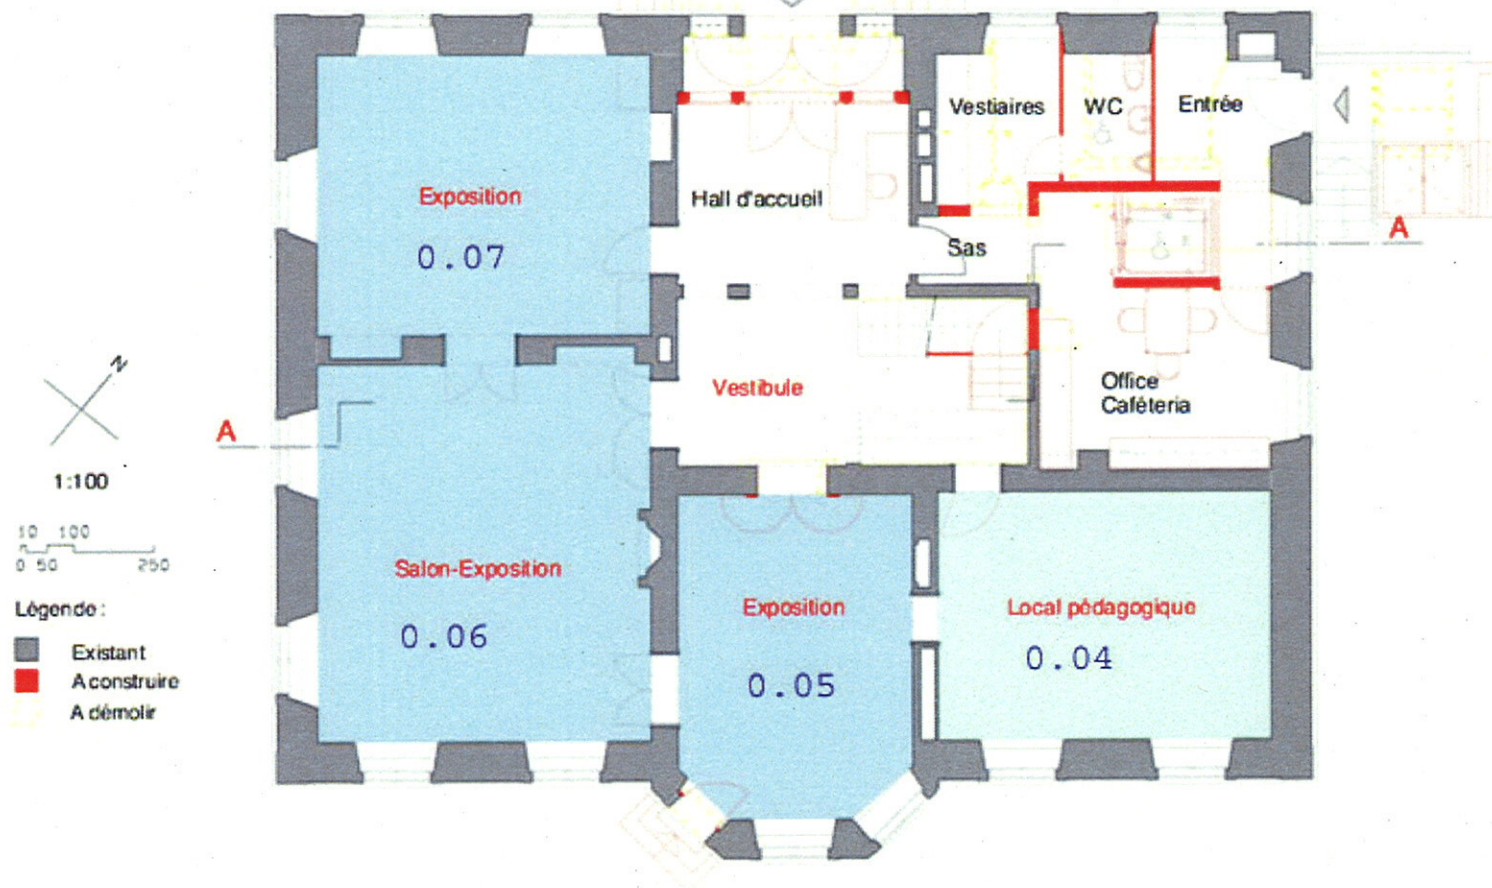 Vestiaires
WC
Entrée
Exposition
0.07
Hall d'accueil
Sas
A
N
Vestibule
Office
Caféteria
A
1:100
10 100
0 50 250
Salon-Exposition
0.06
Exposition
0.05
Local pédagogique
0.04
Légende :
Existant
A construire
A démolir